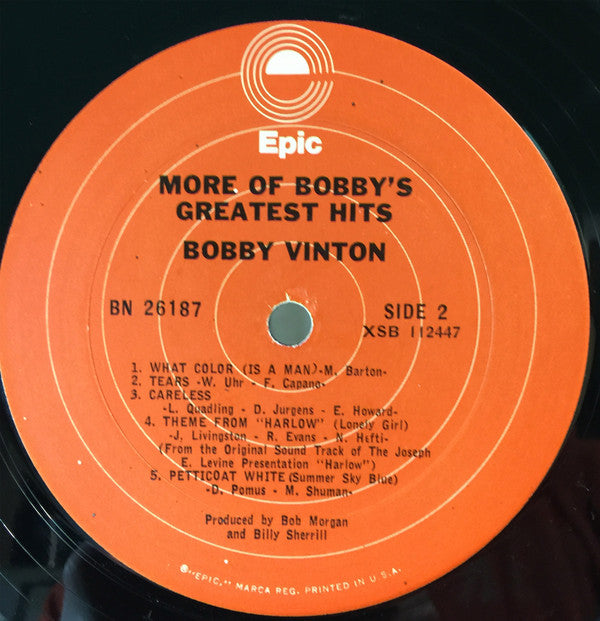 Epic
MORE OF BOBBY'S
GREATEST HITS
BOBBY VINTON
BN 26187
SIDE 2
XSB 112447
1. WHAT COLOR (IS A MAN)-M. Barton-
2. TEARS -W. Uhr - F. Capano-
3. CARELESS
-L. Quadling - D. Jurgens - E. Howard-
4. THEME FROM "HARLOW" (Lonely Girl)
-J. Livingston - R. Evans - N. Hefti-
(From the Original Sound Track of The Joseph
E. Levine Presentation "Harlow")
5. PETTICOAT WHITE (Summer Sky Blue)
-D. Pomus - M. Shuman-
Produced by Bob Morgan
and Billy Sherrill
® "EPIC," MARCA REG. PRINTED IN U.S.A.